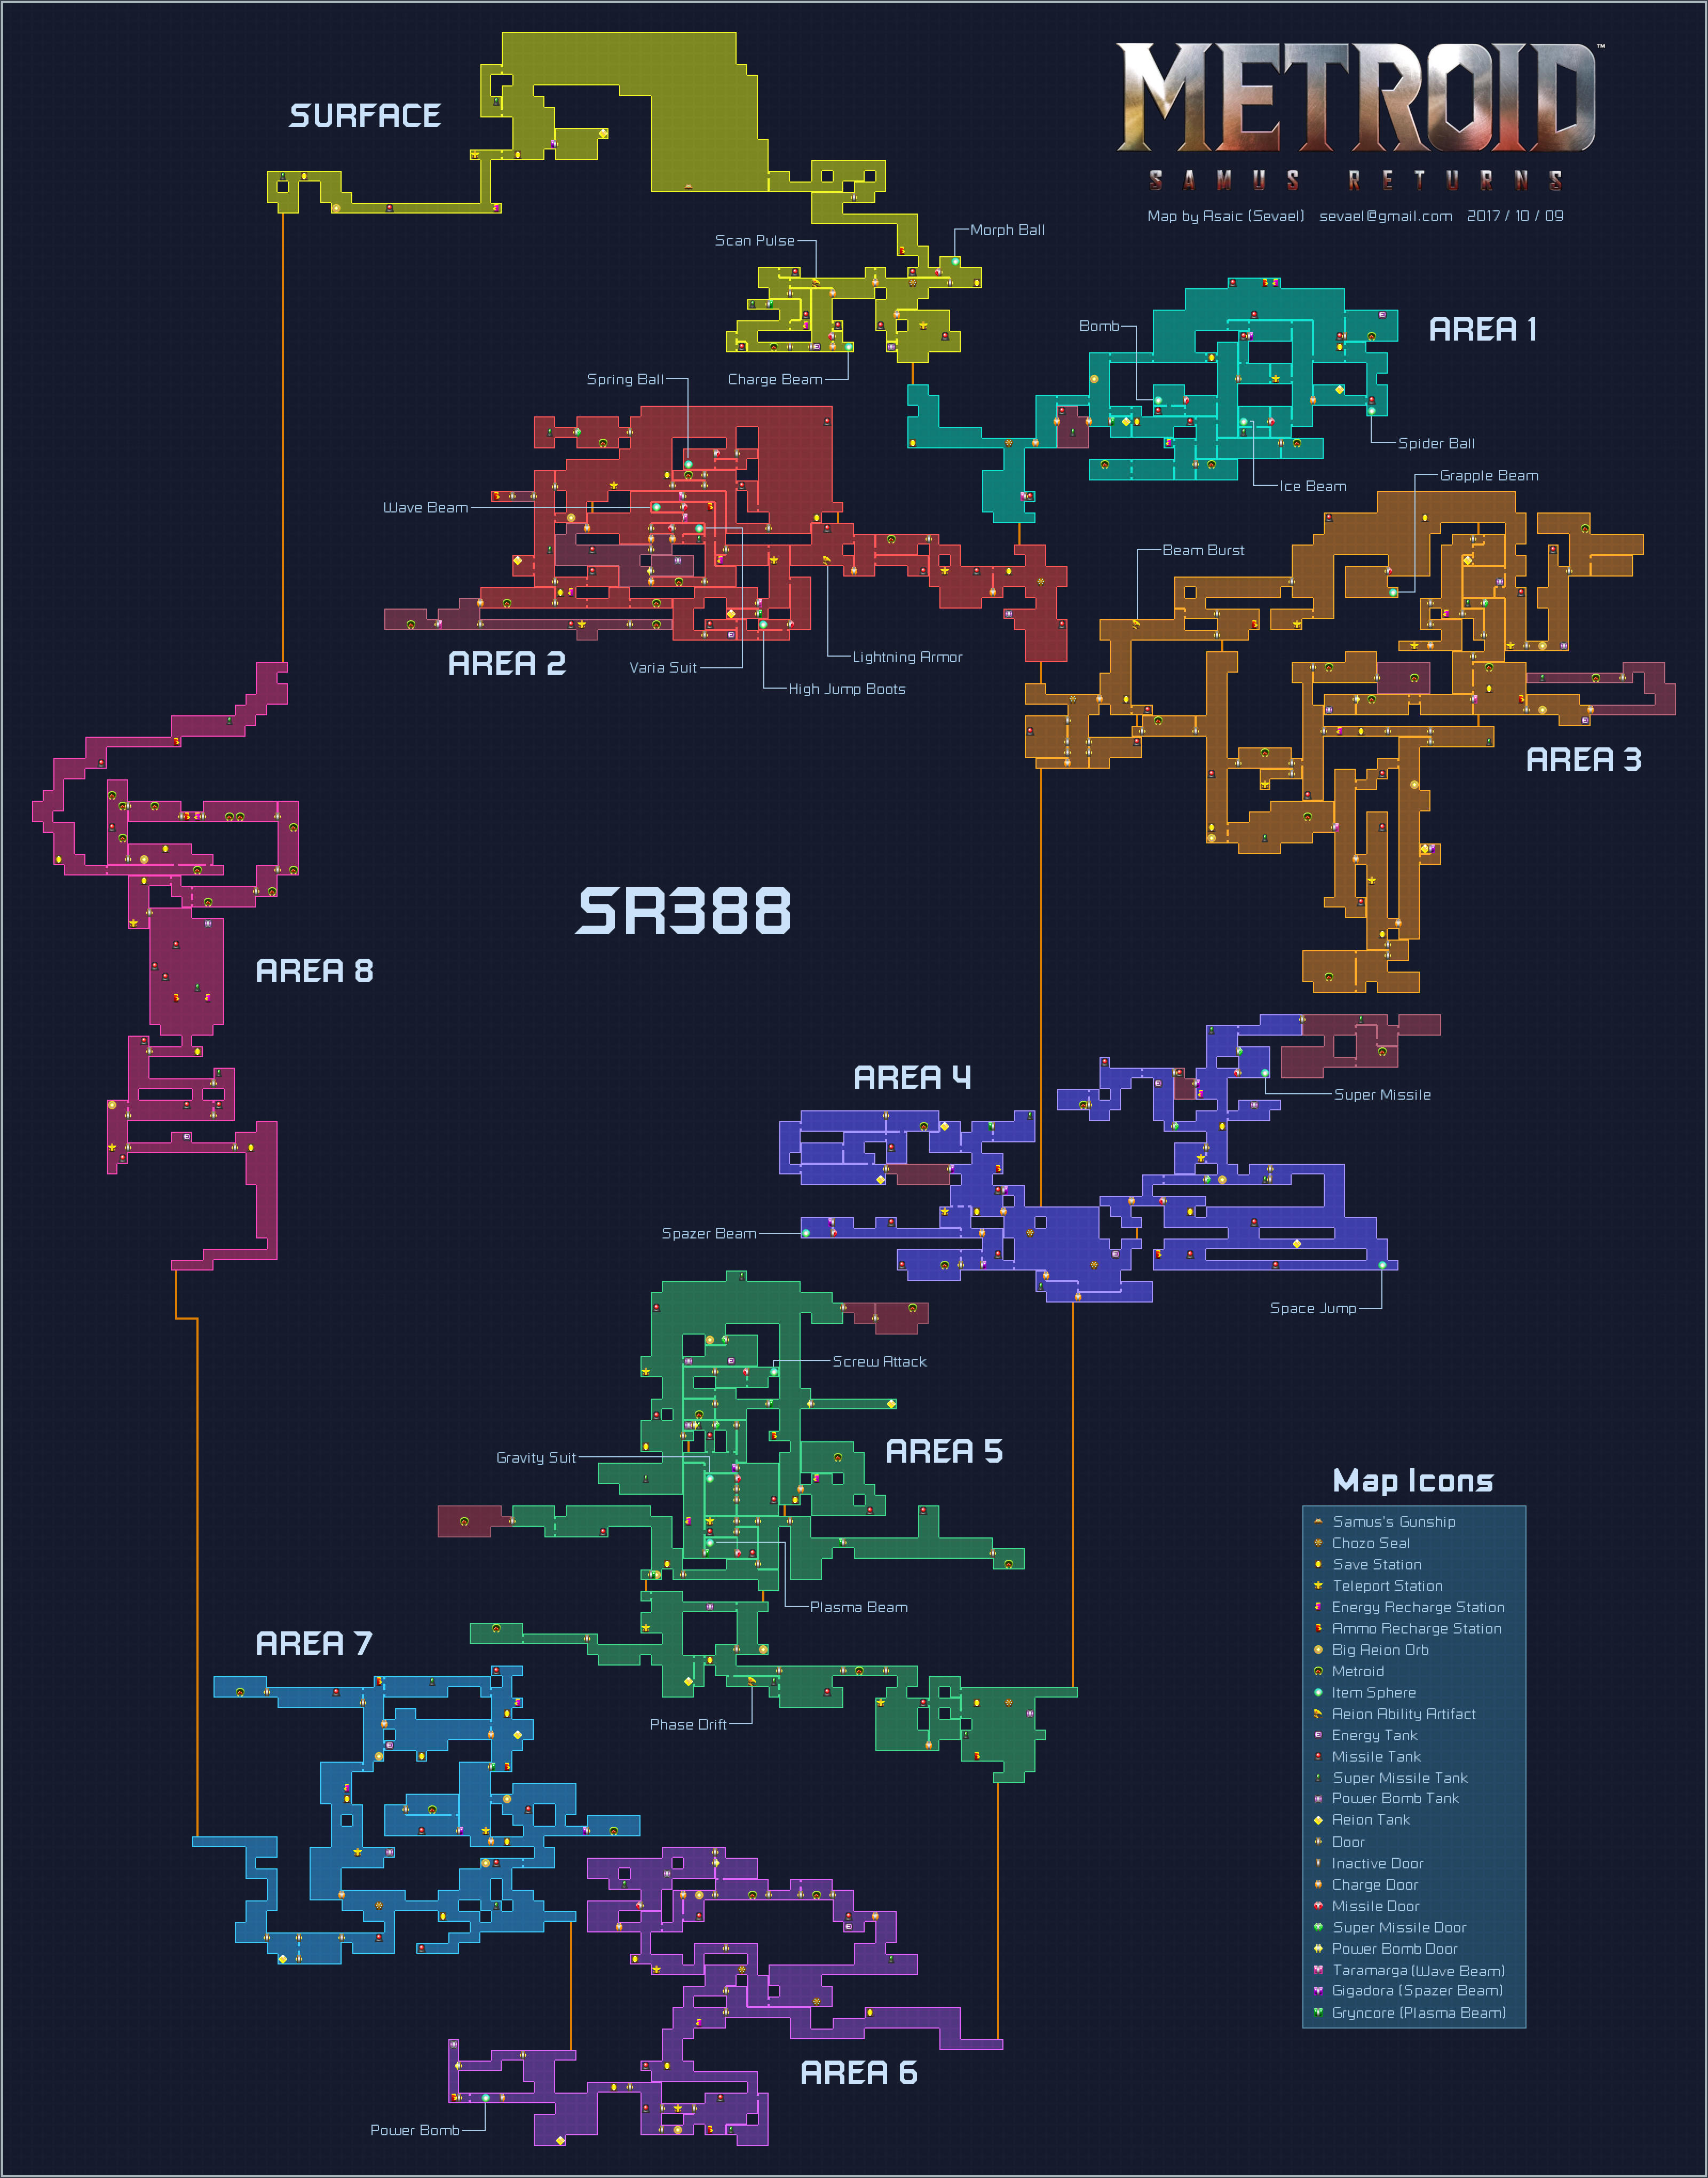 METROID™
SAMUS RETURNS
Map by Asaic (Sevael)   sevael@gmail.com   2017 / 10 / 09
SURFACE
Scan Pulse
Morph Ball
Charge Beam
AREA 1
Bomb
Spider Ball
Ice Beam
Spring Ball
Wave Beam
AREA 2
Varia Suit
Lightning Armor
High Jump Boots
Grapple Beam
Beam Burst
AREA 3
SR388
AREA 8
AREA 4
Super Missile
Spazer Beam
Space Jump
Screw Attack
AREA 5
Gravity Suit
Plasma Beam
Phase Drift
AREA 7
AREA 6
Power Bomb
Map Icons
Samus's Gunship
Chozo Seal
Save Station
Teleport Station
Energy Recharge Station
Ammo Recharge Station
Big Aeion Orb
Metroid
Item Sphere
Aeion Ability Artifact
Energy Tank
Missile Tank
Super Missile Tank
Power Bomb Tank
Aeion Tank
Door
Inactive Door
Charge Door
Missile Door
Super Missile Door
Power Bomb Door
Taramarga (Wave Beam)
Gigadora (Spazer Beam)
Gryncore (Plasma Beam)